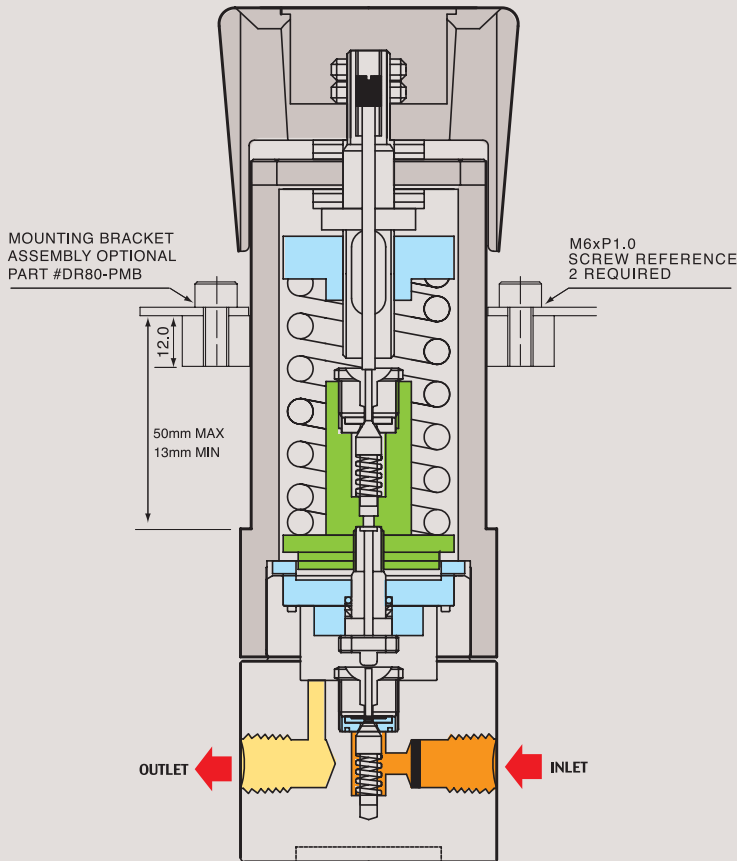 MOUNTING BRACKET
ASSEMBLY OPTIONAL
PART #DR80-PMB
M6xP1.0
SCREW REFERENCE
2 REQUIRED
12.0
50mm MAX
13mm MIN
OUTLET
INLET